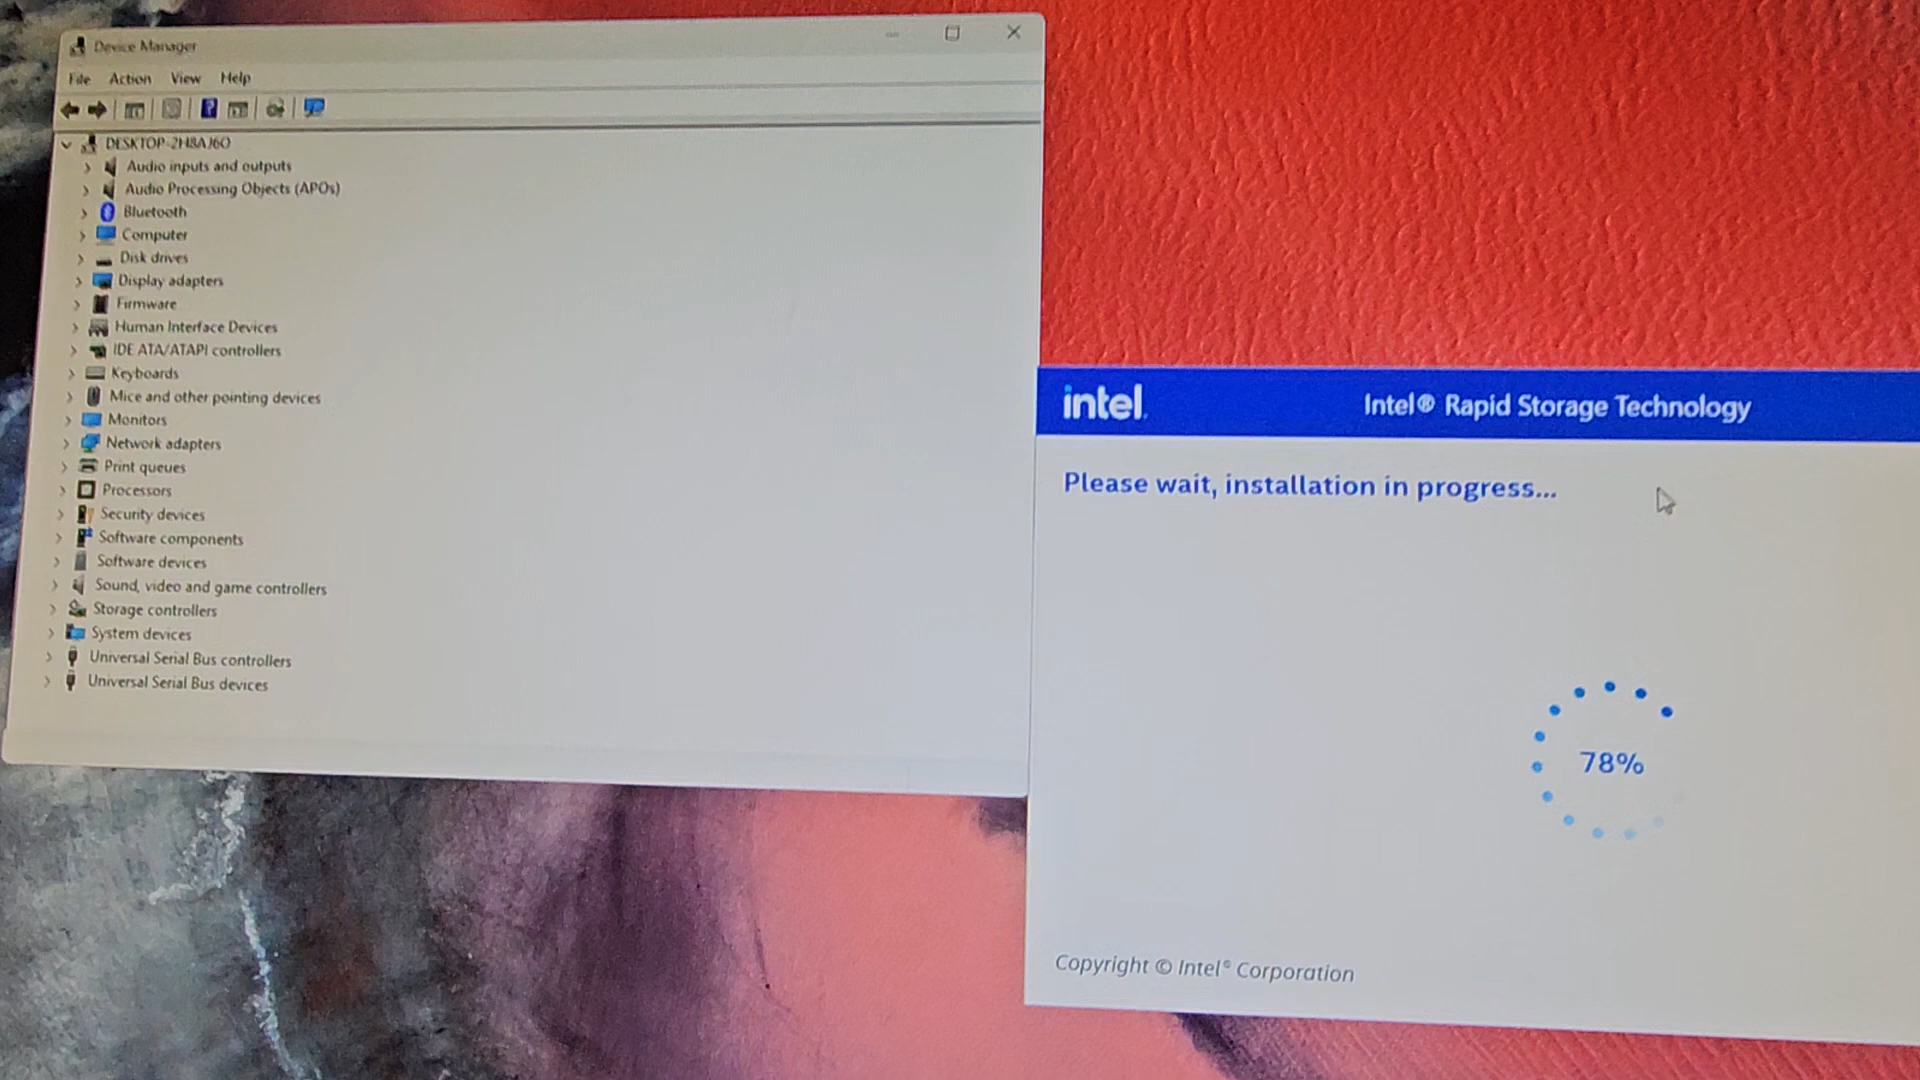 Device Manager
File Action View Help
DESKTOP-2H8AJ6O
Audio inputs and outputs
Audio Processing Objects (APOs)
Bluetooth
Computer
Disk drives
Display adapters
Firmware
Human Interface Devices
IDE ATA/ATAPI controllers
Keyboards
Mice and other pointing devices
Monitors
Network adapters
Print queues
Processors
Security devices
Software components
Software devices
Sound, video and game controllers
Storage controllers
System devices
Universal Serial Bus controllers
Universal Serial Bus devices
intel.
Intel® Rapid Storage Technology
Please wait, installation in progress...
78%
Copyright © Intel® Corporation